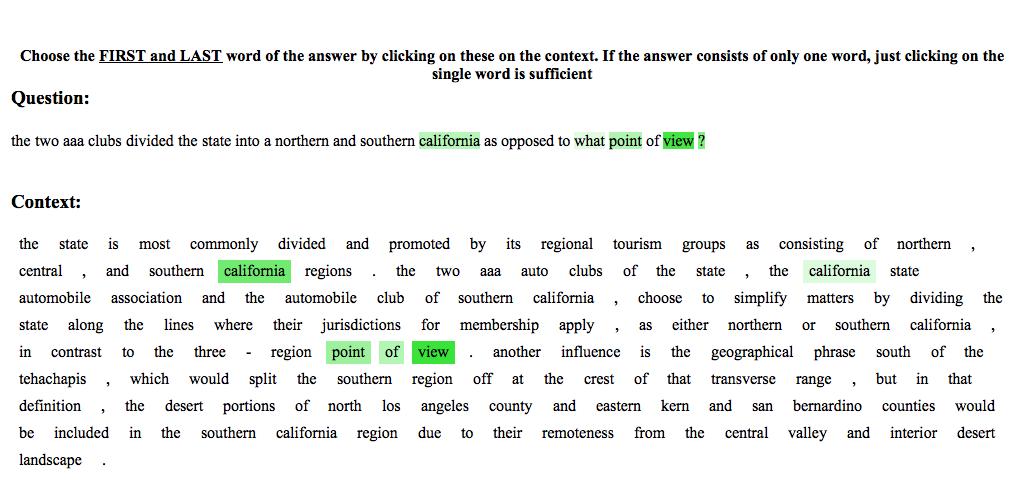 Choose the FIRST and LAST word of the answer by clicking on these on the context. If the answer consists of only one word, just clicking on the
single word is sufficient
Question:
the two aaa clubs divided the state into a northern and southern california as opposed to what point of view ?
Context:
the state is most commonly divided and promoted by its regional tourism groups as consisting of northern ,
central , and southern california regions . the two aaa auto clubs of the state , the california state
automobile association and the automobile club of southern california , choose to simplify matters by dividing the
state along the lines where their jurisdictions for membership apply , as either northern or southern california ,
in contrast to the three - region point of view . another influence is the geographical phrase south of the
tehachapis , which would split the southern region off at the crest of that transverse range , but in that
definition , the desert portions of north los angeles county and eastern kern and san bernardino counties would
be included in the southern california region due to their remoteness from the central valley and interior desert
landscape .